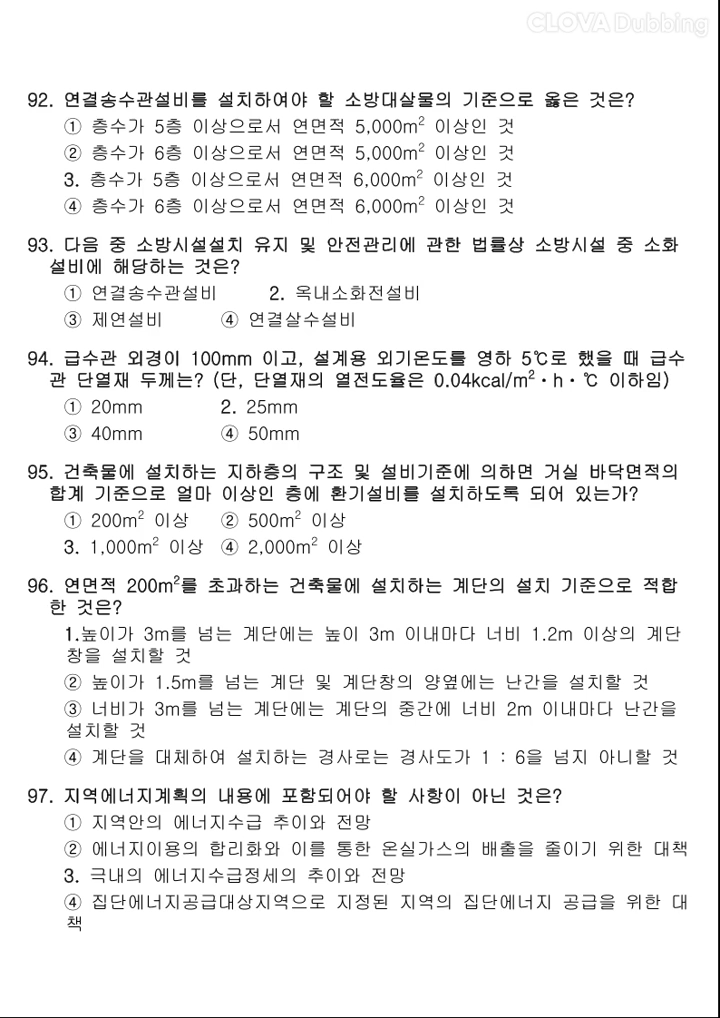 CLOVA Dubbing
92. 연결송수관설비를 설치하여야 할 소방대살물의 기준으로 옳은 것은?
① 층수가 5층 이상으로서 연면적 5,000m² 이상인 것
② 층수가 6층 이상으로서 연면적 5,000m² 이상인 것
3. 층수가 5층 이상으로서 연면적 6,000m² 이상인 것
④ 층수가 6층 이상으로서 연면적 6,000m² 이상인 것
93. 다음 중 소방시설설치 유지 및 안전관리에 관한 법률상 소방시설 중 소화
설비에 해당하는 것은?
① 연결송수관설비 2. 옥내소화전설비
③ 제연설비 ④ 연결살수설비
94. 급수관 외경이 100mm 이고, 설계용 외기온도를 영하 5℃로 했을 때 급수
관 단열재 두께는? (단, 단열재의 열전도율은 0.04kcal/m²·h·℃ 이하임)
① 20mm 2. 25mm
③ 40mm ④ 50mm
95. 건축물에 설치하는 지하층의 구조 및 설비기준에 의하면 거실 바닥면적의
합계 기준으로 얼마 이상인 층에 환기설비를 설치하도록 되어 있는가?
① 200m² 이상 ② 500m² 이상
3. 1,000m² 이상 ④ 2,000m² 이상
96. 연면적 200m²를 초과하는 건축물에 설치하는 계단의 설치 기준으로 적합
한 것은?
1.높이가 3m를 넘는 계단에는 높이 3m 이내마다 너비 1.2m 이상의 계단
창을 설치할 것
② 높이가 1.5m를 넘는 계단 및 계단창의 양옆에는 난간을 설치할 것
③ 너비가 3m를 넘는 계단에는 계단의 중간에 너비 2m 이내마다 난간을
설치할 것
④ 계단을 대체하여 설치하는 경사로는 경사도가 1 : 6을 넘지 아니할 것
97. 지역에너지계획의 내용에 포함되어야 할 사항이 아닌 것은?
① 지역안의 에너지수급 추이와 전망
② 에너지이용의 합리화와 이를 통한 온실가스의 배출을 줄이기 위한 대책
3. 극내의 에너지수급정세의 추이와 전망
④ 집단에너지공급대상지역으로 지정된 지역의 집단에너지 공급을 위한 대
책